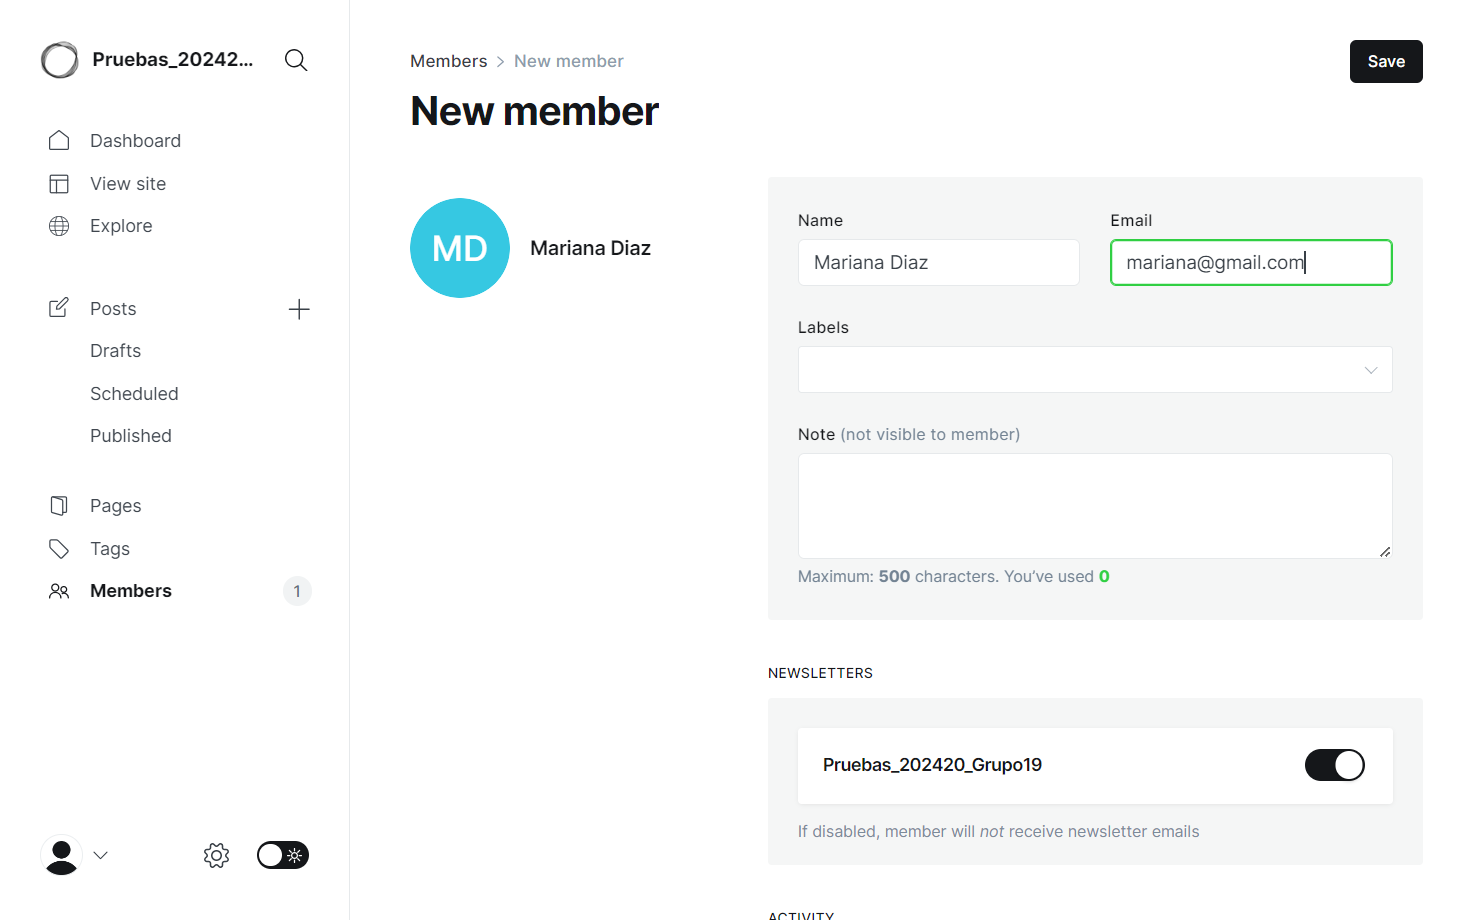 Pruebas_20242...
Dashboard
View site
Explore
Posts
Drafts
Scheduled
Published
Pages
Tags
Members
1
Members > New member
Save
New member
MD
Mariana Diaz
Name
Email
Mariana Diaz
mariana@gmail.com
Labels
Note (not visible to member)
Maximum: 500 characters. You’ve used 0
NEWSLETTERS
Pruebas_202420_Grupo19
If disabled, member will not receive newsletter emails
ACTIVITY